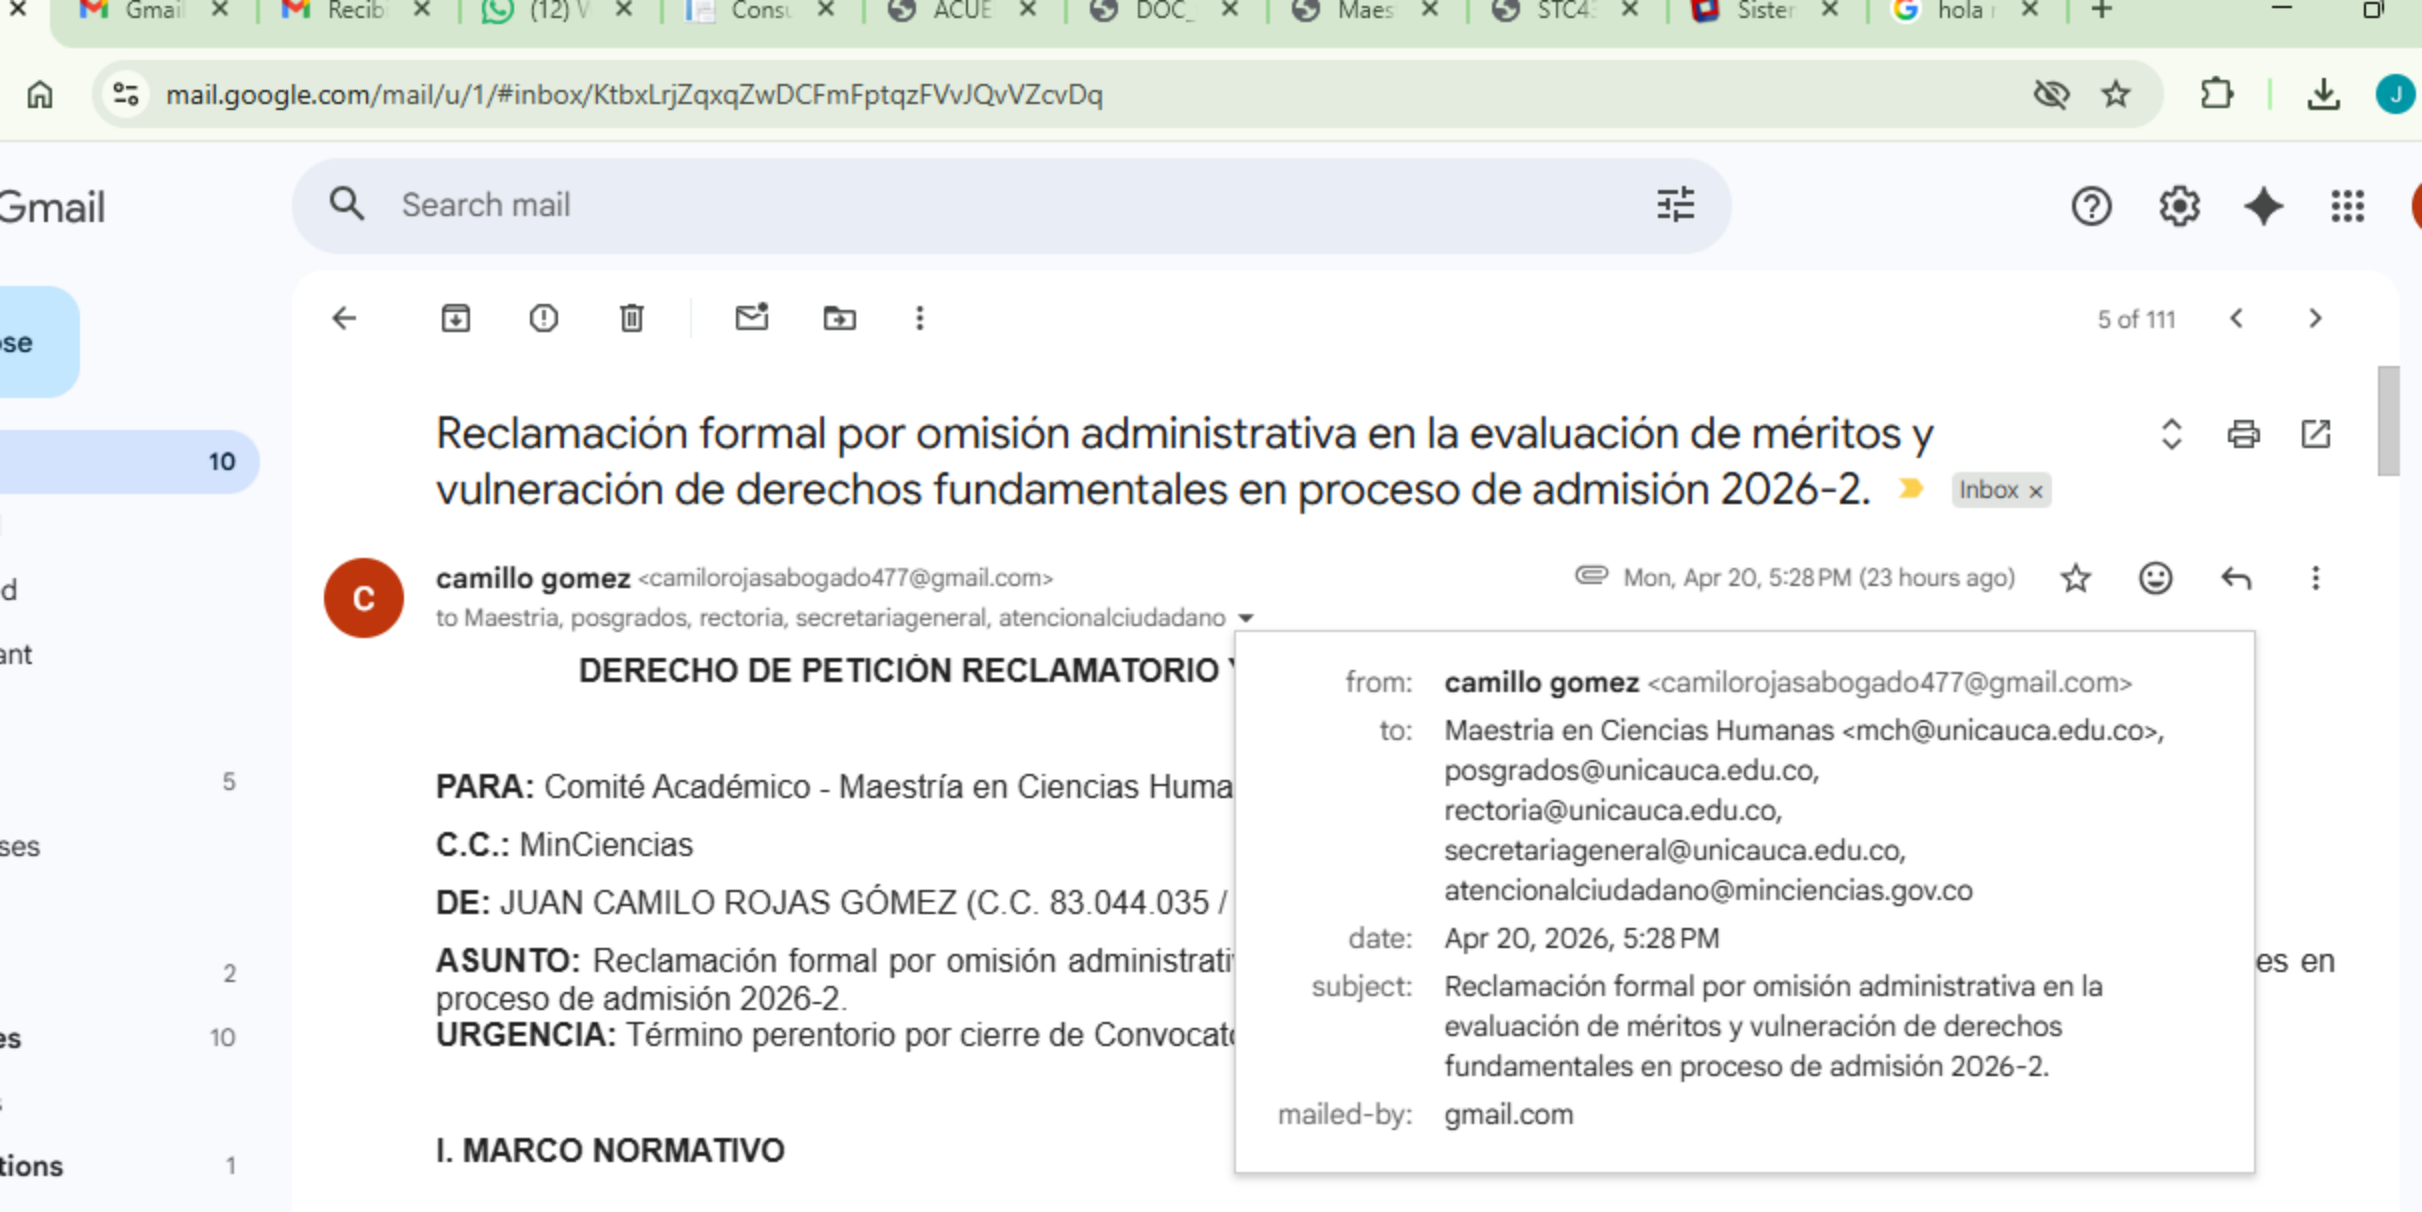 Gmail
Recib
(12) V
Consu
ACUE
DOC_
Maes
STC4
Sister
hola
mail.google.com/mail/u/1/#inbox/KtbxLrjZqxqZwDCFmFptqzFVvJQvVZcvDq
J
Gmail
Search mail
5 of 111
ose
10
Reclamación formal por omisión administrativa en la evaluación de méritos y
vulneración de derechos fundamentales en proceso de admisión 2026-2.
Inbox ×
C
camillo gomez <camilorojasabogado477@gmail.com>
Mon, Apr 20, 5:28 PM (23 hours ago)
to Maestria, posgrados, rectoria, secretariageneral, atencionalciudadano
d
ant
5
ses
2
es
10
tions
1
DERECHO DE PETICIÓN RECLAMATORIO
PARA: Comité Académico - Maestría en Ciencias Huma
C.C.: MinCiencias
DE: JUAN CAMILO ROJAS GÓMEZ (C.C. 83.044.035 /
ASUNTO: Reclamación formal por omisión administrati
es en
proceso de admisión 2026-2.
URGENCIA: Término perentorio por cierre de Convocato
I. MARCO NORMATIVO
from: camillo gomez <camilorojasabogado477@gmail.com>
to: Maestria en Ciencias Humanas <mch@unicauca.edu.co>,
posgrados@unicauca.edu.co,
rectoria@unicauca.edu.co,
secretariageneral@unicauca.edu.co,
atencionalciudadano@minciencias.gov.co
date: Apr 20, 2026, 5:28 PM
subject: Reclamación formal por omisión administrativa en la
evaluación de méritos y vulneración de derechos
fundamentales en proceso de admisión 2026-2.
mailed-by: gmail.com